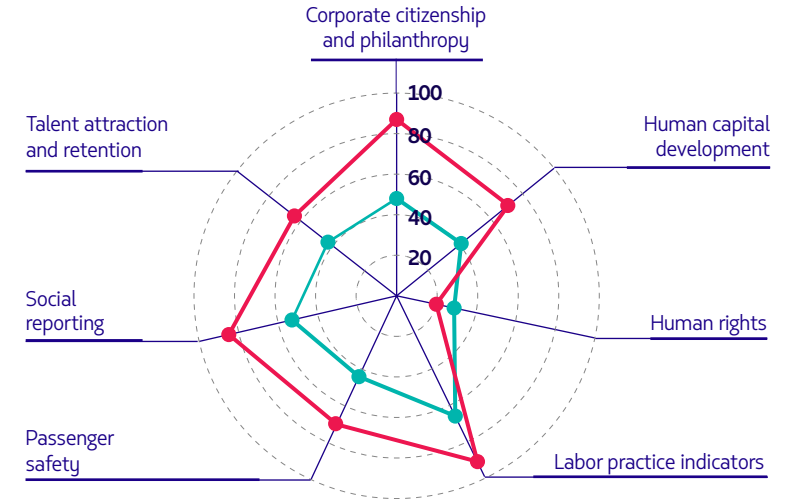 Corporate citizenship
and philanthropy
100
80
60
40
20
Talent attraction
and retention
Human capital
development
Social
reporting
Human rights
Passenger
safety
Labor practice indicators